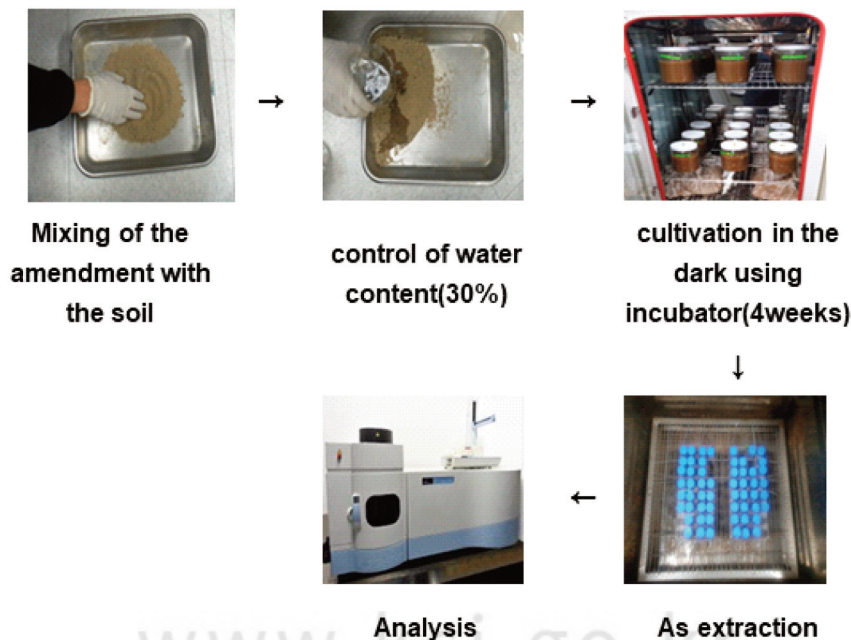 Mixing of the
amendment with
the soil
control of water
content(30%)
cultivation in the
dark using
incubator(4weeks)
Analysis
As extraction